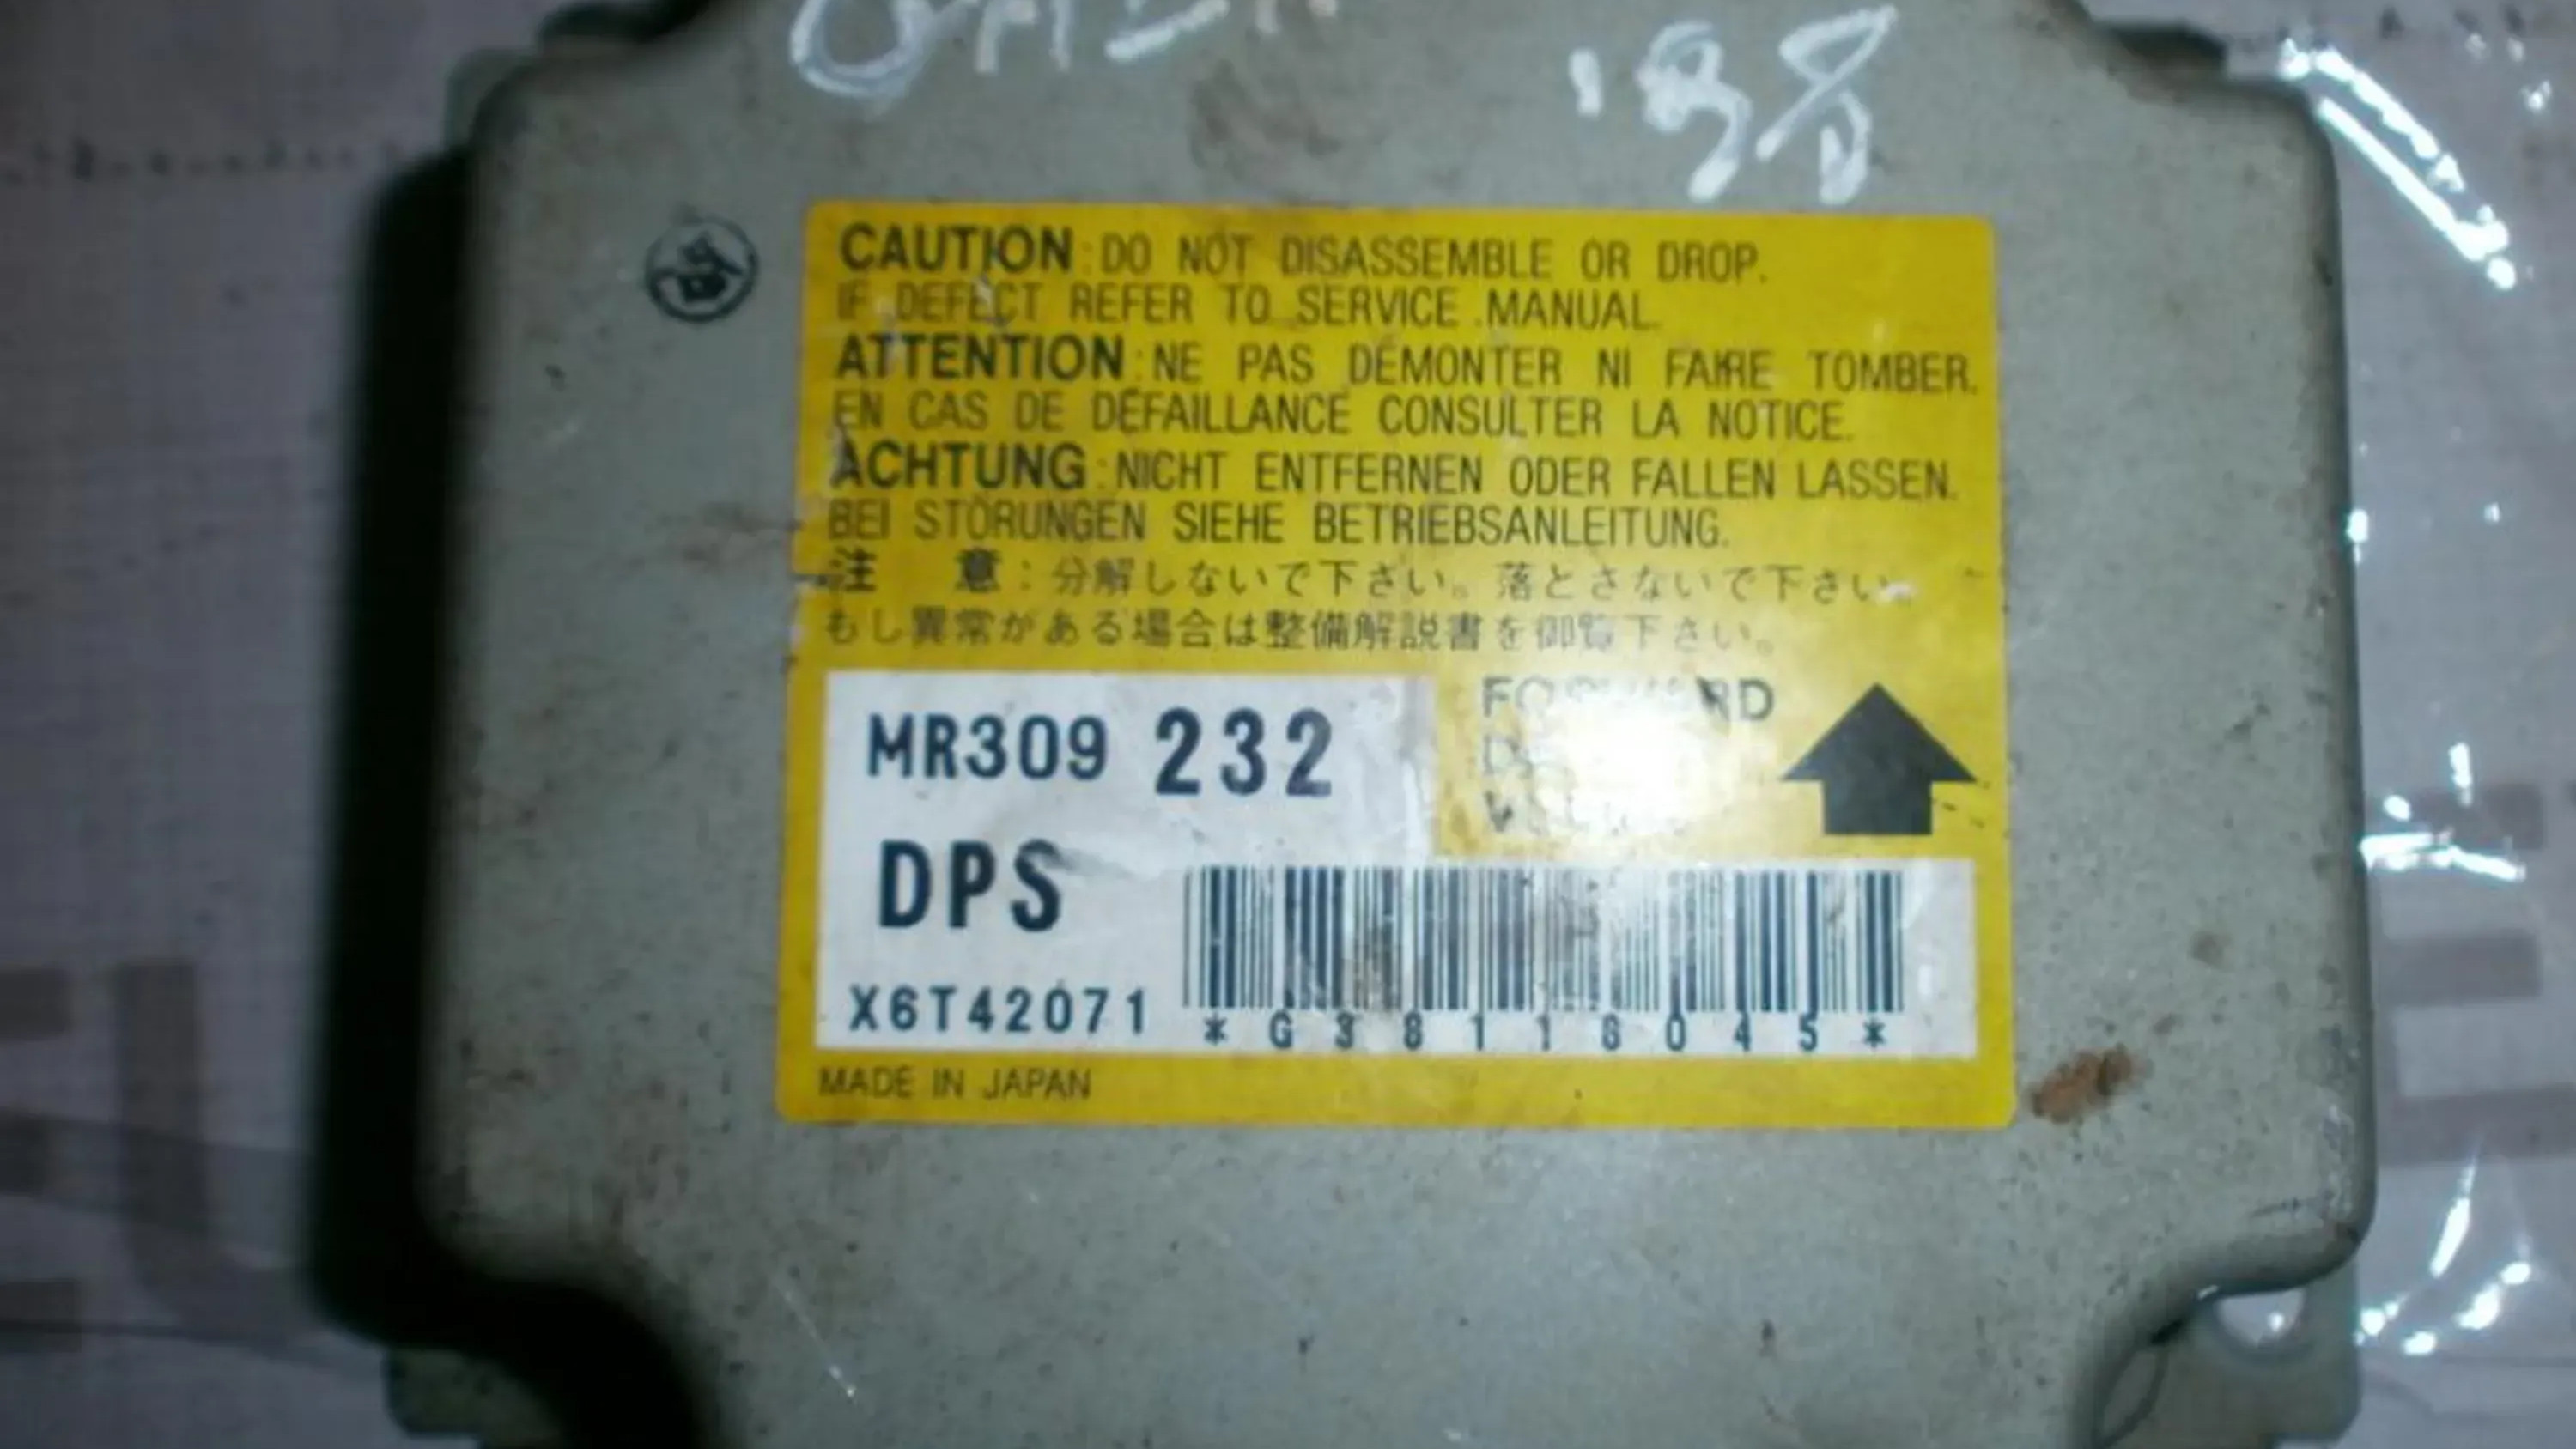 '98
CAUTION : DO NOT DISASSEMBLE OR DROP.
IF DEFECT REFER TO SERVICE MANUAL.
ATTENTION : NE PAS DÉMONTER NI FAIRE TOMBER.
EN CAS DE DÉFAILLANCE CONSULTER LA NOTICE.
ACHTUNG : NICHT ENTFERNEN ODER FALLEN LASSEN.
BEI STÖRUNGEN SIEHE BETRIEBSANLEITUNG.
注 意 : 分解しないで下さい。落とさないで下さい。
もし異常がある場合は整備解説書を御覧下さい。
MR309 232
DPS
X6T42071
*G38118045*
MADE IN JAPAN